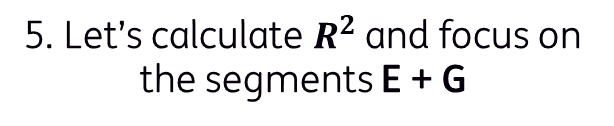 5. Let's calculate R² and focus on
the segments E + G